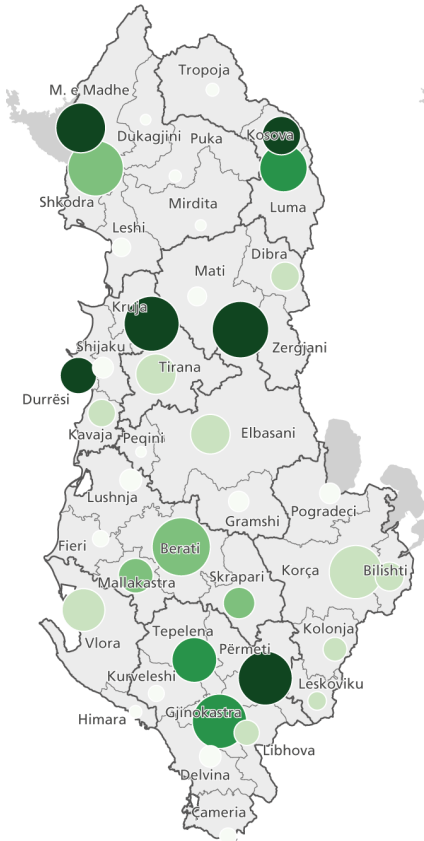 Tropoja
M. e Madhe
Dukagjini
Puka
Kosova
Shkodra
Mirdita
Luma
Leshi
Dibra
Mati
Kruja
Shijaku
Zergjani
Tirana
Durrësi
Kavaja
Peqini
Elbasani
Lushnja
Gramshi
Pogradeci
Fieri
Berati
Mallakastra
Skrapari
Korça
Bilishti
Vlora
Tepelena
Përmeti
Kolonja
Kurveleshi
Leskoviku
Himara
Gjinokastra
Libhova
Delvina
Çameria